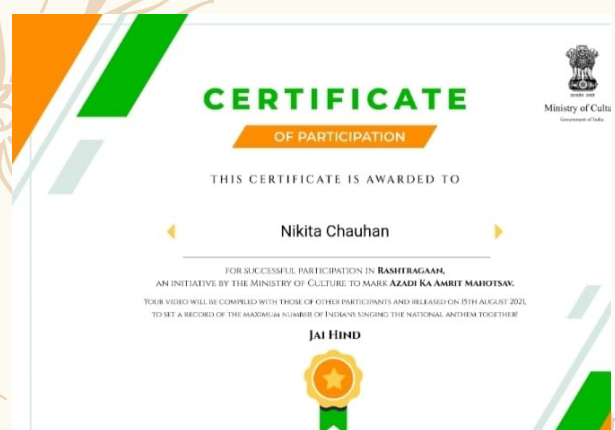 CERTIFICATE
OF PARTICIPATION
Ministry of Cultu
Government of India
THIS CERTIFICATE IS AWARDED TO
Nikita Chauhan
FOR SUCCESSFUL PARTICIPATION IN RASHTRAGAAN,
AN INITIATIVE BY THE MINISTRY OF CULTURE TO MARK AZADI KA AMRIT MAHOTSAV.
YOUR VIDEO WILL BE COMPILED WITH THOSE OF OTHER PARTICIPANTS AND RELEASED ON 15TH AUGUST 2021,
TO SET A RECORD OF THE MAXIMUM NUMBER OF INDIANS SINGING THE NATIONAL ANTHEM TOGETHER!
JAI HIND